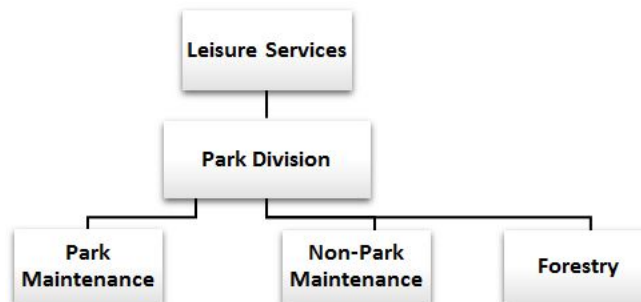 Leisure Services
Park Division
Park
Maintenance
Non-Park
Maintenance
Forestry